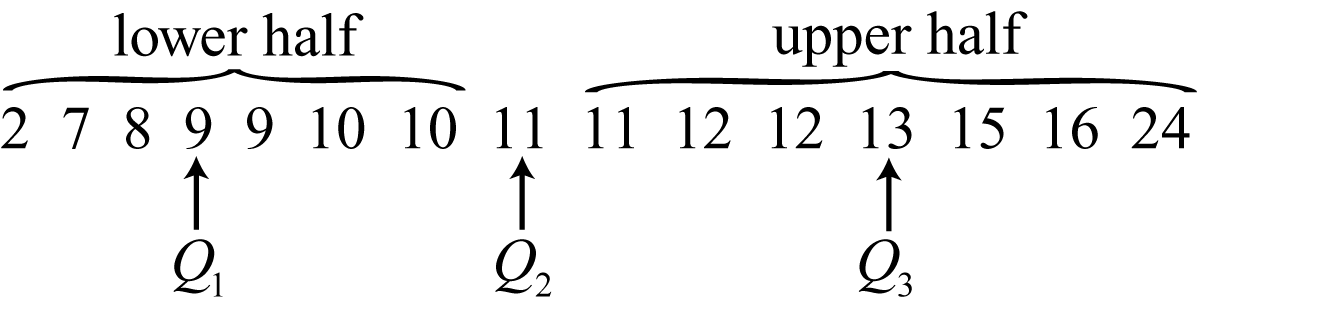 lower half upper half
2 7 8 9 9 10 10 11 11 12 12 13 15 16 24
Q₁ Q₂ Q₃